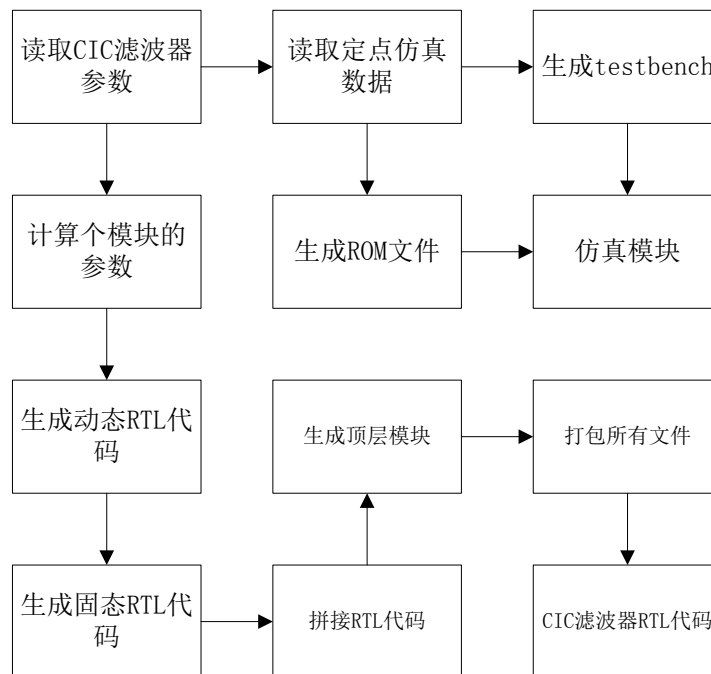 读取CIC滤波器
参数
读取定点仿真
数据
生成testbench
计算个模块的
参数
生成ROM文件
仿真模块
生成动态RTL代
码
生成顶层模块
打包所有文件
生成固态RTL代
码
拼接RTL代码
CIC滤波器RTL代码